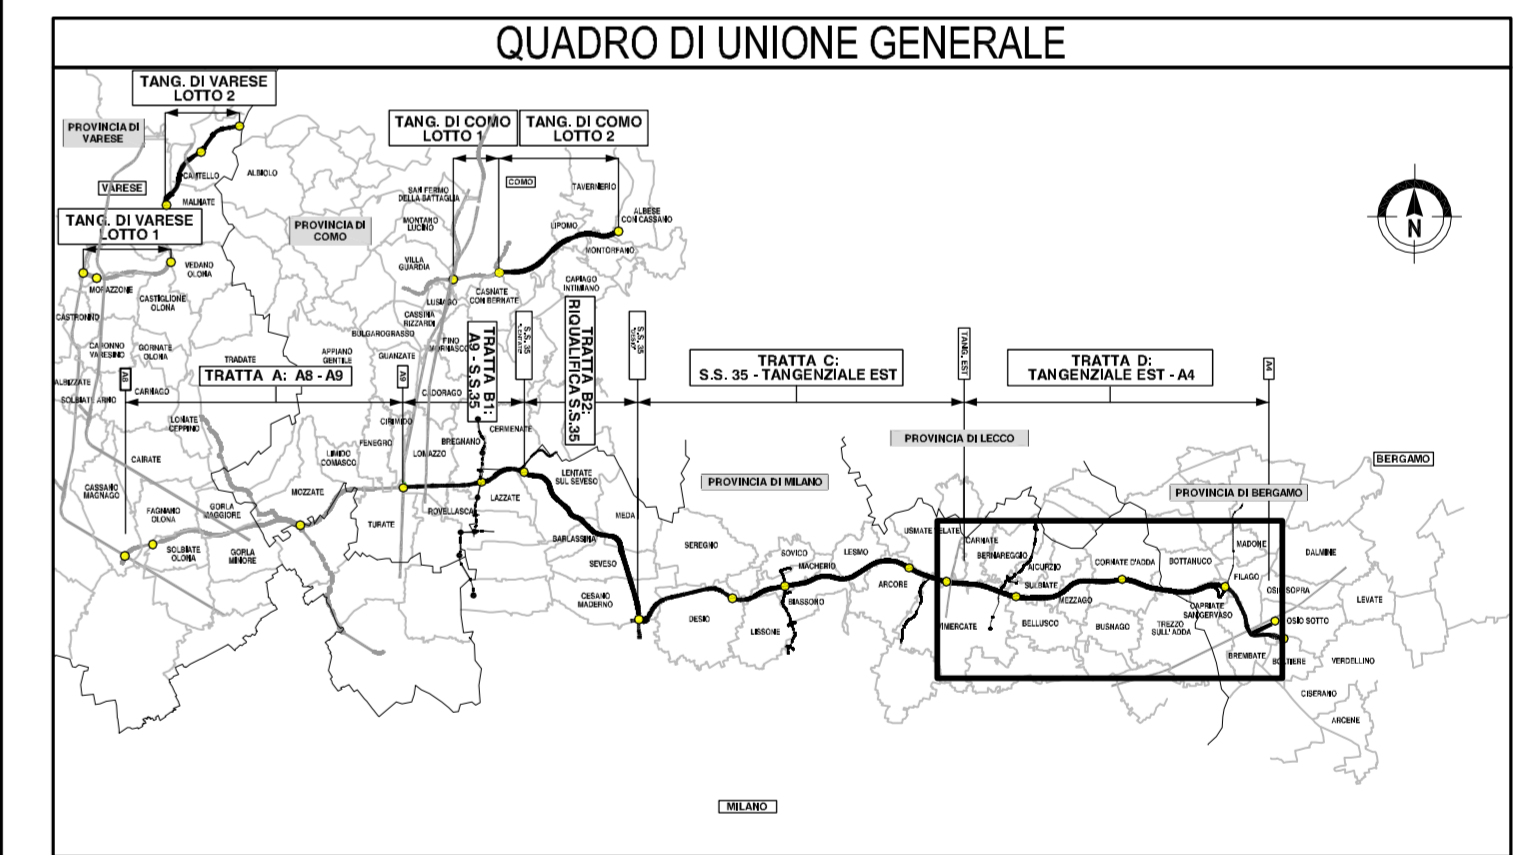 QUADRO DI UNIONE GENERALE
TANG. DI VARESE
LOTTO 2
PROVINCIA DI
VARESE
VARESE
CANTELLO
ALBIOLO
MALNATE
TANG. DI VARESE
LOTTO 1
PROVINCIA DI
COMO
TANG. DI COMO
LOTTO 1
TANG. DI COMO
LOTTO 2
COMO
SAN FERMO
DELLA BATTAGLIA
TAVERNERIO
MONTANO
LUCINO
LIPOMO
ALBESE
CON CASSANO
MONTORFANO
VILLA
GUARDIA
N
VEDANO
OLONA
MORAZZONE
CASTIGLIONE
OLONA
LUISAGO
CASNATE
CON BERNATE
CAPIAGO
INTIMIANO
CASTRONNO
CASSINA
RIZZARDI
BULGAROGRASSO
FINO
MORNASCO
CARONNO
VARESINO
GORNATE
OLONA
TRADATE
APPIANO
GENTILE
GUANZATE
TRATTA A: A8 - A9
A8
A9
TRATTA B1:
A9 - S.S.35
S.S. 35
TRATTA B2:
RIQUALIFICA S.S.35
S.S. 35
TRATTA C:
S.S. 35 - TANGENZIALE EST
TANG. EST
TRATTA D:
TANGENZIALE EST - A4
A4
ALBIZZATE
SOLBIATE ARNO
CARNAGO
CADORAGO
LONATE
CEPPINO
CIRIMIDO
CERMENATE
FENEGRO
BREGNANO
LOMAZZO
LIMIDO
COMASCO
CAIRATE
CASSANO
MAGNAGO
MOZZATE
LENTATE
SUL SEVESO
LAZZATE
ROVELLASCA
TURATE
FAGNANO
OLONA
GORLA
MAGGIORE
SOLBIATE
OLONA
GORLA
MINORE
PROVINCIA DI LECCO
PROVINCIA DI MILANO
PROVINCIA DI BERGAMO
BERGAMO
MEDA
BARLASSINA
SEVESO
CESANO
MADERNO
SEREGNO
DESIO
LISSONE
SOVICO
MACHERIO
BIASSONO
LESMO
ARCORE
USMATE VELATE
CARNATE
BERNAREGGIO
AICURZIO
SULBIATE
MEZZAGO
BELLUSCO
VIMERCATE
CORNATE D'ADDA
BUSNAGO
BOTTANUCO
TREZZO
SULL'ADDA
CAPRIATE
SAN GERVASO
MADONE
FILAGO
DALMINE
OSIO SOPRA
OSIO SOTTO
LEVATE
BREMBATE
BOLTIERE
VERDELLINO
CISERANO
ARCENE
MILANO